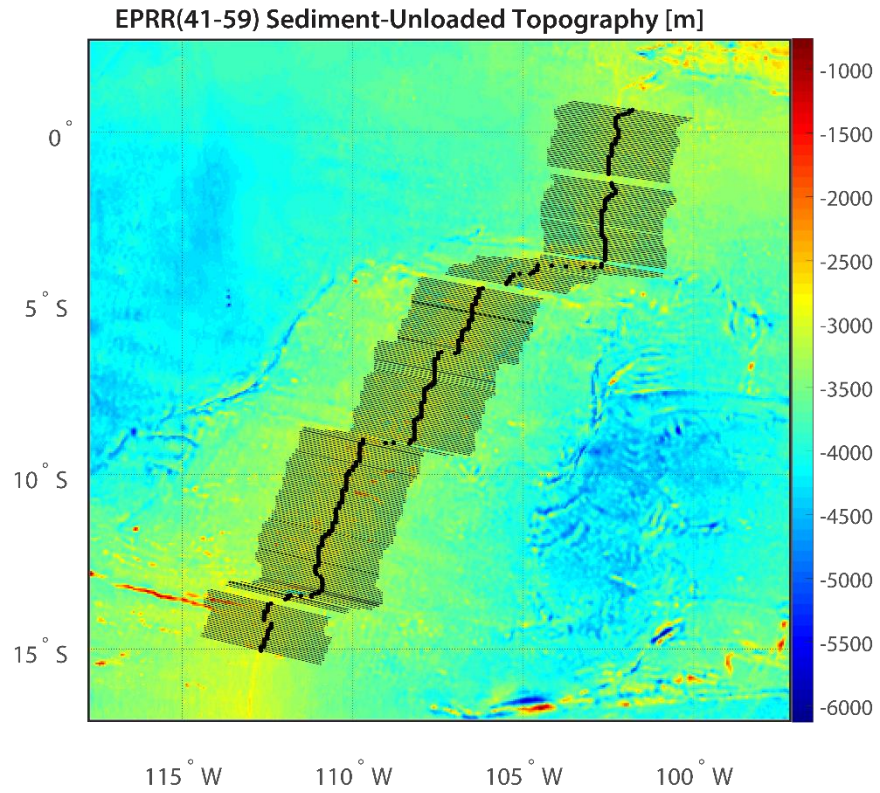 EPRR(41-59) Sediment-Unloaded Topography [m]
-1000
-1500
-2000
-2500
-3000
-3500
-4000
-4500
-5000
-5500
-6000
0°
5° S
10° S
15° S
115° W
110° W
105° W
100° W